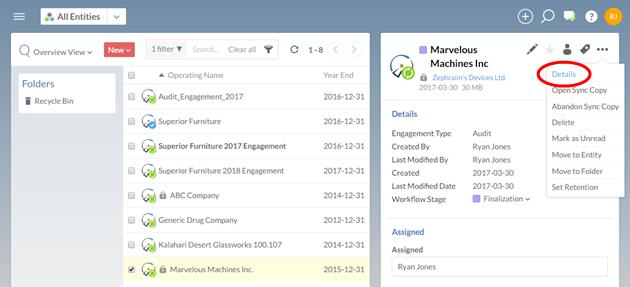 All Entities
RJ
Overview View
New
1 filter
Search...
Clear all
1 - 8
Folders
Recycle Bin
Operating Name
Year End
Audit_Engagement_2017
2016-12-31
Superior Furniture
2016-12-31
Superior Furniture 2017 Engagement
2016-12-31
Superior Furniture 2018 Engagement
2017-12-31
ABC Company
2014-12-31
Generic Drug Company
2012-12-31
Kalahari Desert Glassworks 100.107
2014-12-31
Marvelous Machines Inc.
2015-12-31
Marvelous
Machines Inc
Zephraim's Devices Ltd.
2017-03-30 30 MB
Details
Open Sync Copy
Abandon Sync Copy
Delete
Mark as Unread
Move to Entity
Move to Folder
Set Retention
Details
Engagement Type Audit
Created By Ryan Jones
Last Modified By Ryan Jones
Created 2017-03-30
Last Modified Date 2017-03-30
Workflow Stage Finalization
Assigned
Assigned
Ryan Jones